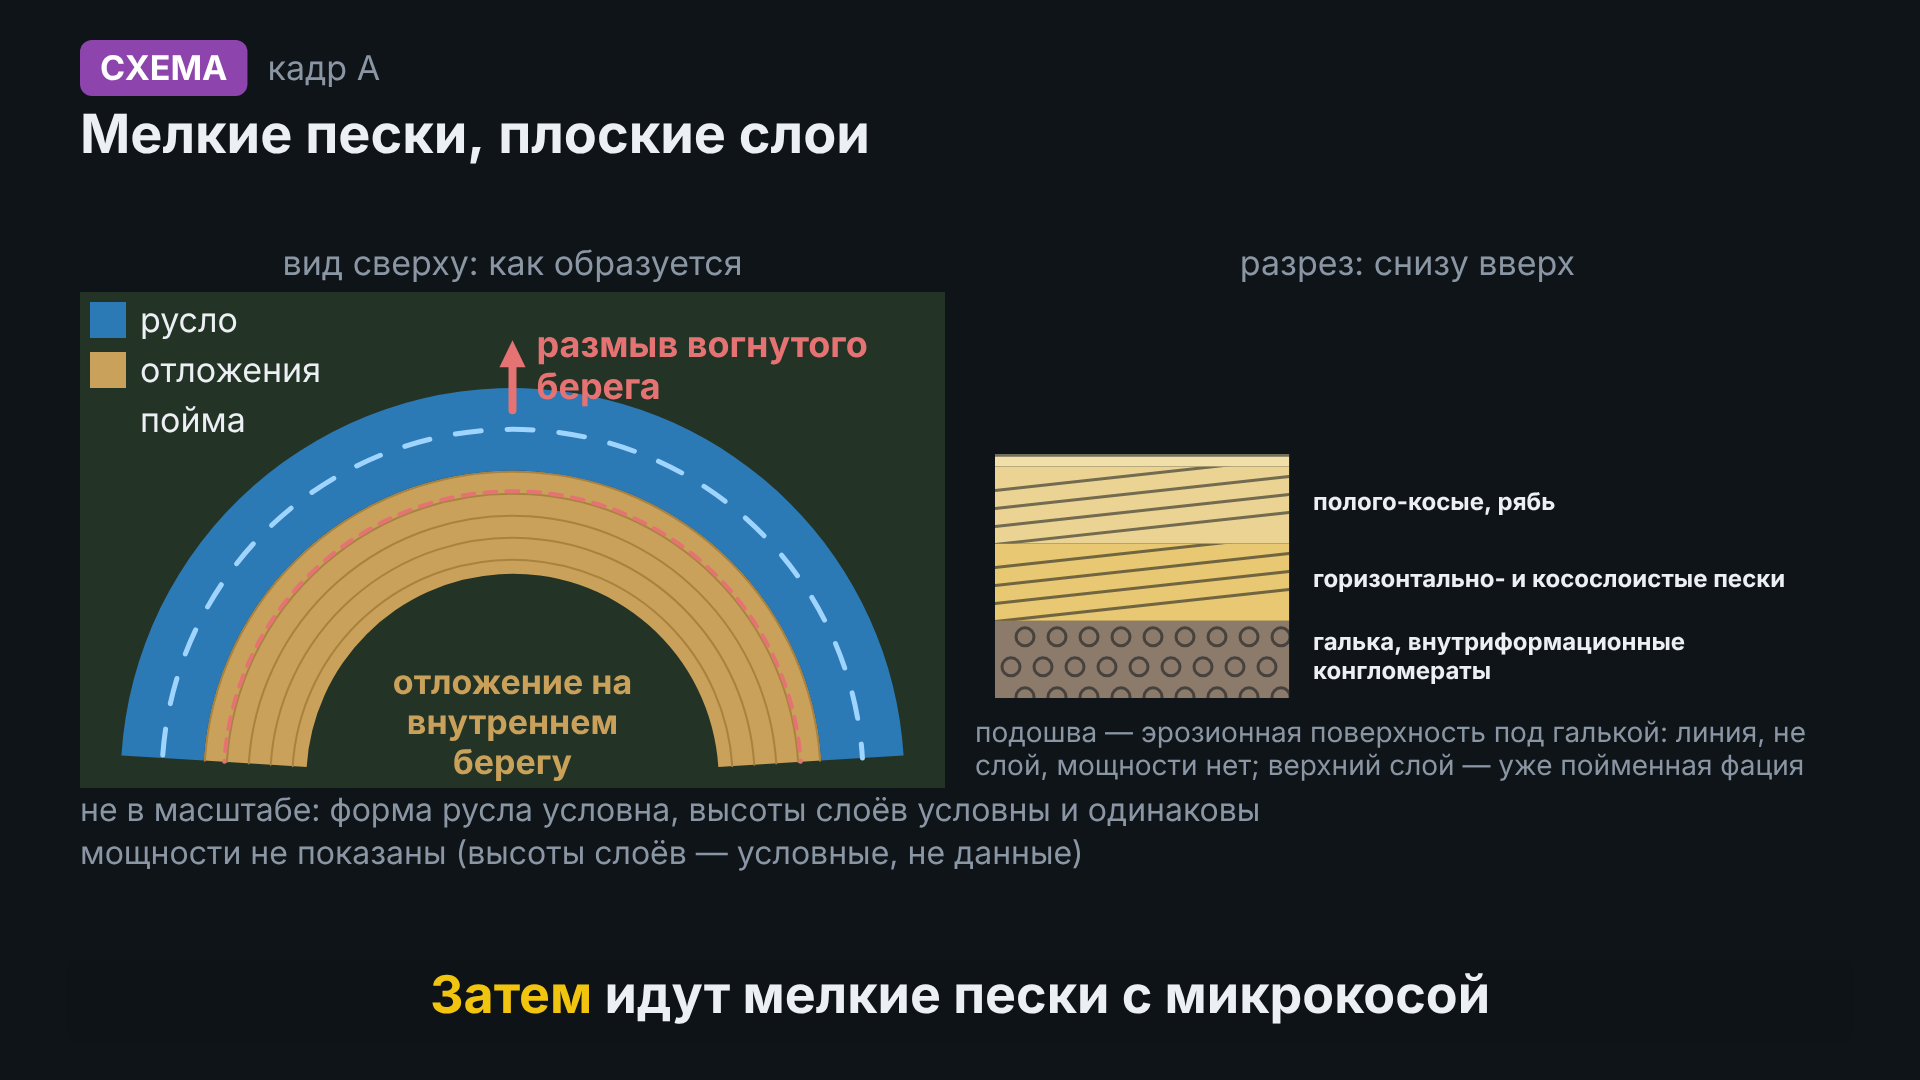 СХЕМА кадр А
Мелкие пески, плоские слои
вид сверху: как образуется
русло
отложения
пойма
размыв вогнутого
берега
отложение на
внутреннем
берегу
разрез: снизу вверх
полого-косые, рябь
горизонтально- и косослоистые пески
галька, внутриформационные
конгломераты
подошва — эрозионная поверхность под галькой: линия, не
слой, мощности нет; верхний слой — уже пойменная фация
не в масштабе: форма русла условна, высоты слоёв условны и одинаковы
мощности не показаны (высоты слоёв — условные, не данные)
Затем идут мелкие пески с микрокосой